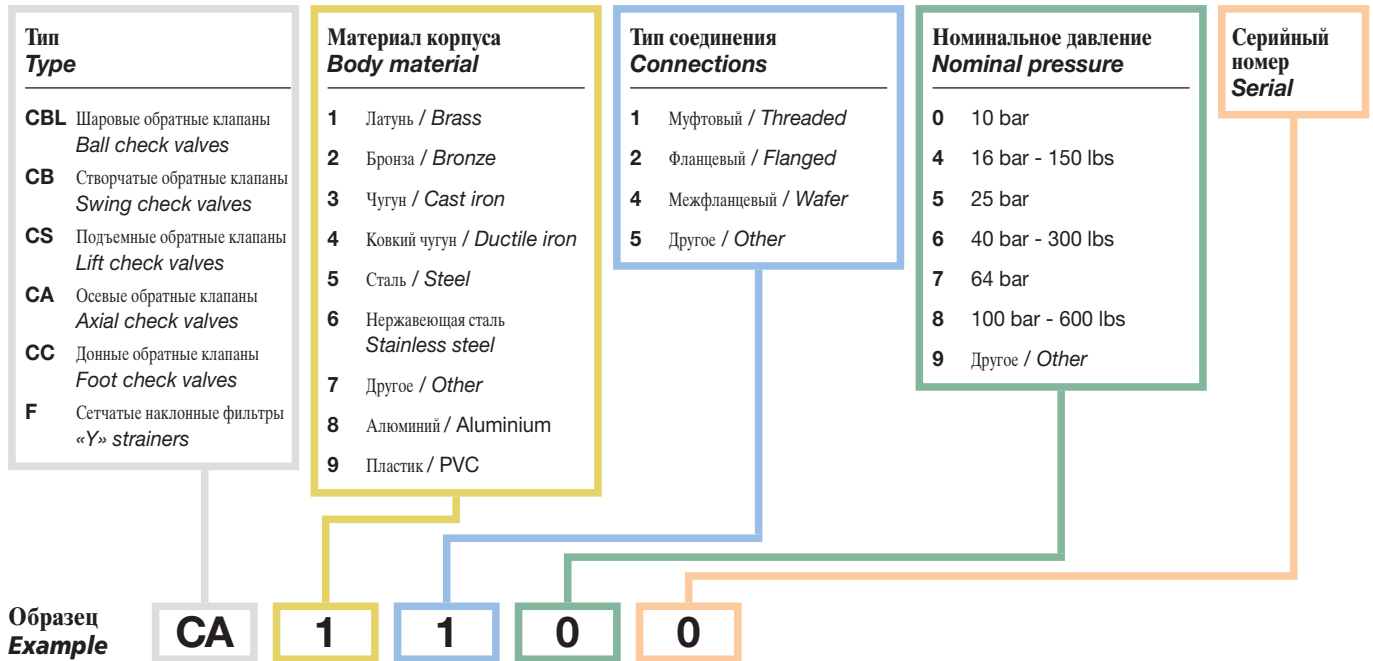 Тип
Type
CBL Шаровые обратные клапаны
Ball check valves
CB Створчатые обратные клапаны
Swing check valves
CS Подъемные обратные клапаны
Lift check valves
CA Осевые обратные клапаны
Axial check valves
CC Донные обратные клапаны
Foot check valves
F Сетчатые наклонные фильтры
«Y» strainers
Материал корпуса
Body material
1 Латунь / Brass
2 Бронза / Bronze
3 Чугун / Cast iron
4 Ковкий чугун / Ductile iron
5 Сталь / Steel
6 Нержавеющая сталь
Stainless steel
7 Другое / Other
8 Алюминий / Aluminium
9 Пластик / PVC
Тип соединения
Connections
1 Муфтовый / Threaded
2 Фланцевый / Flanged
4 Межфланцевый / Wafer
5 Другое / Other
Номинальное давление
Nominal pressure
0 10 bar
4 16 bar - 150 lbs
5 25 bar
6 40 bar - 300 lbs
7 64 bar
8 100 bar - 600 lbs
9 Другое / Other
Серийный
номер
Serial
Образец
Example
CA 1 1 0 0